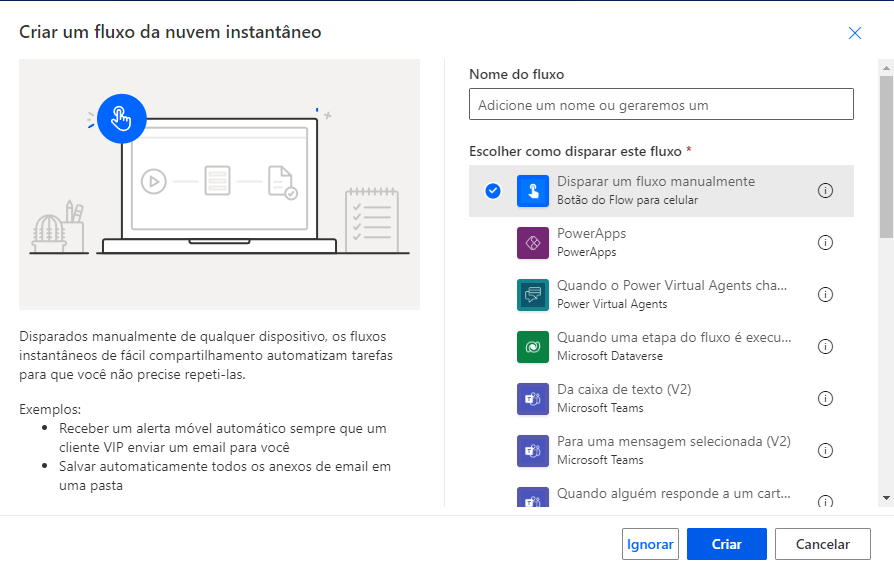 Criar um fluxo da nuvem instantâneo
Disparados manualmente de qualquer dispositivo, os fluxos
instantâneos de fácil compartilhamento automatizam tarefas
para que você não precise repeti-las.
Exemplos:
• Receber um alerta móvel automático sempre que um
cliente VIP enviar um email para você
• Salvar automaticamente todos os anexos de email em
uma pasta
Nome do fluxo
Adicione um nome ou geraremos um
Escolher como disparar este fluxo *
Disparar um fluxo manualmente
Botão do Flow para celular
PowerApps
PowerApps
Quando o Power Virtual Agents cha...
Power Virtual Agents
Quando uma etapa do fluxo é execu...
Microsoft Dataverse
Da caixa de texto (V2)
Microsoft Teams
Para uma mensagem selecionada (V2)
Microsoft Teams
Quando alguém responde a um cart...
Ignorar
Criar
Cancelar